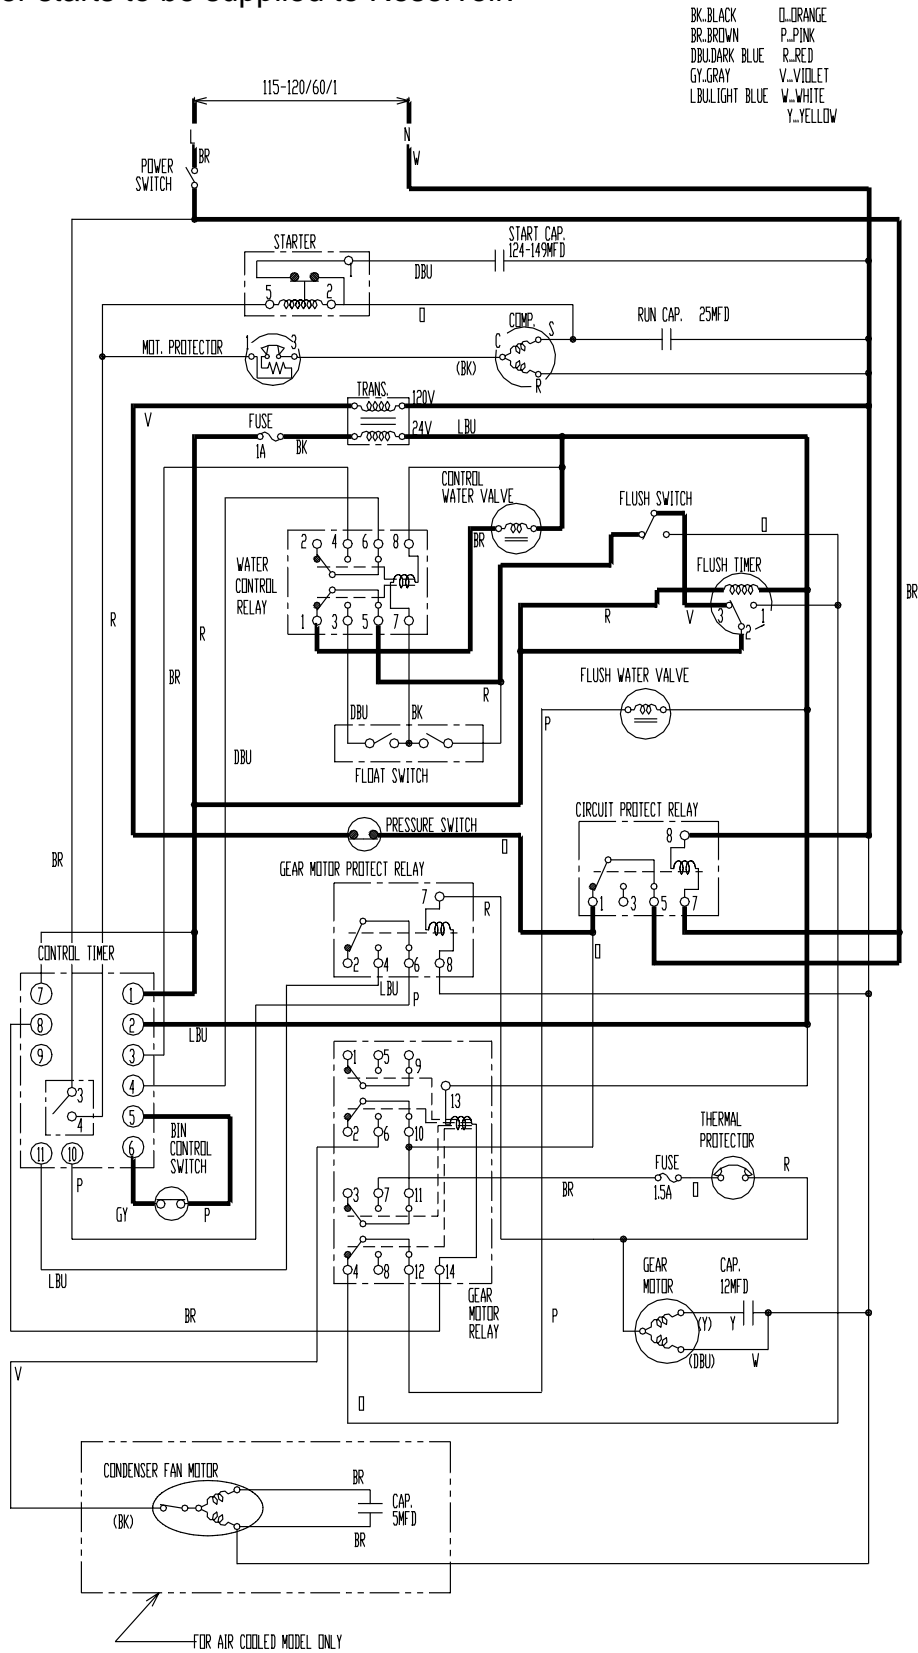 er starts to be supplied to Reservoir.
BK..BLACK O...ORANGE
BR..BROWN P...PINK
DBU.DARK BLUE R...RED
GY..GRAY V...VIOLET
LBU.LIGHT BLUE W...WHITE
Y...YELLOW
115-120/60/1
L N
BR W
POWER
SWITCH
STARTER
START CAP.
124-149MFD
1
DBU
5 2
O
COMP.
RUN CAP. 25MFD
MOT. PROTECTOR
1 3
C S
(BK)
R
TRANS.
120V
V
FUSE
24V
LBU
1A
BK
CONTROL
WATER VALVE
FLUSH SWITCH
O
BR
2 4 6 8
WATER
CONTROL
RELAY
FLUSH TIMER
BR
R
R
R
V
3 1
2
1 3 5 7
BR
R
FLUSH WATER VALVE
DBU BK
P
DBU
FLOAT SWITCH
CIRCUIT PROTECT RELAY
PRESSURE SWITCH
8
O
BR
GEAR MOTOR PROTECT RELAY
7
R
1 3 5 7
CONTROL TIMER
2 4 6 8
O
LBU
P
7 1
8 2
LBU
9 3
1 5 9
4
3
13
4
5
BIN
CONTROL
SWITCH
2 6 10
THERMAL
PROTECTOR
6
11 10
FUSE
1.5A
R
O
P
3 7 11
BR
GY P
4 8 12 14
GEAR
MOTOR
CAP.
12MFD
LBU
GEAR
MOTOR
RELAY
BR
P
(Y) Y
(DBU)
W
V
O
CONDENSER FAN MOTOR
BR
CAP.
5MFD
(BK)
BR
FOR AIR COOLED MODEL ONLY